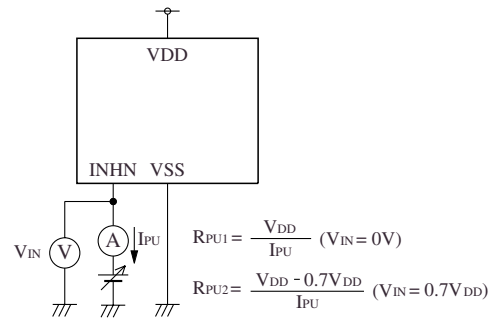 VDD
INHN VSS
VIN V A IPU
RPU1 = VDD / IPU (VIN = 0V)
RPU2 = VDD - 0.7VDD / IPU (VIN = 0.7VDD)